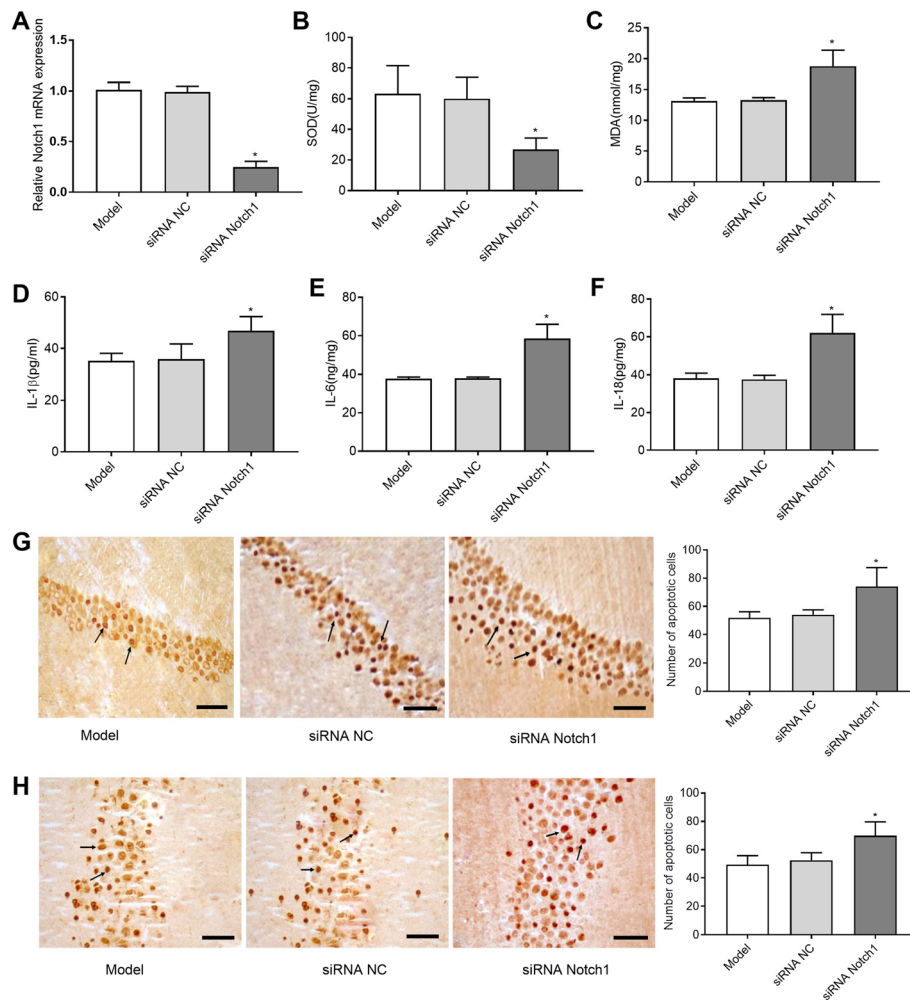 A
Relative Notch1 mRNA expression
1.5
1.0
0.5
0.0
*
Model
siRNA NC
siRNA Notch1
B
SOD(U/mg)
100
80
60
40
20
0
*
Model
siRNA NC
siRNA Notch1
C
MDA(nmol/mg)
25
20
15
10
5
0
*
Model
siRNA NC
siRNA Notch1
D
IL-1β(pg/ml)
60
40
20
0
*
Model
siRNA NC
siRNA Notch1
E
IL-6(ng/mg)
80
60
40
20
0
*
Model
siRNA NC
siRNA Notch1
F
IL-18(pg/mg)
80
60
40
20
0
*
Model
siRNA NC
siRNA Notch1
G
Model
siRNA NC
siRNA Notch1
Number of apoptotic cells
100
80
60
40
20
0
*
Model
siRNA NC
siRNA Notch1
H
Model
siRNA NC
siRNA Notch1
Number of apoptotic cells
100
80
60
40
20
0
*
Model
siRNA NC
siRNA Notch1